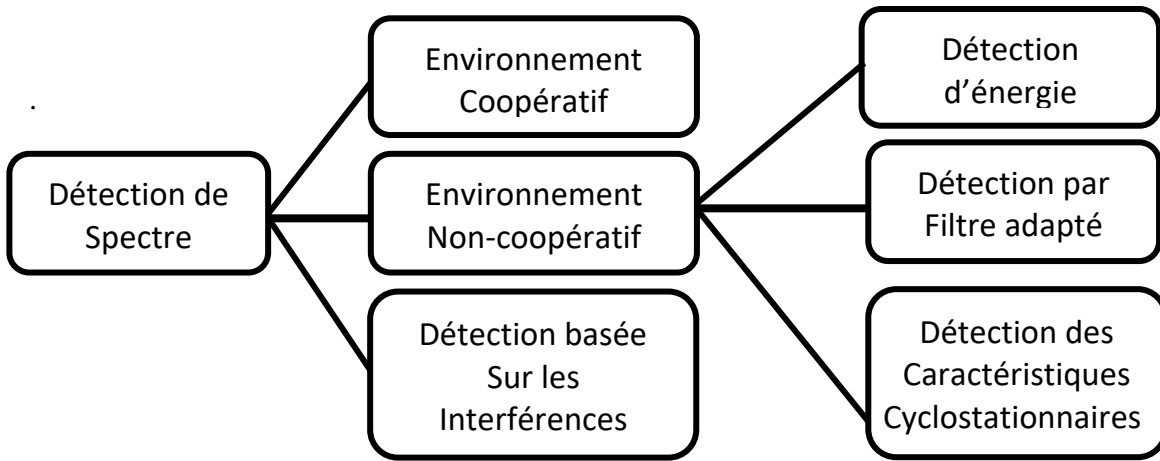 Détection de
Spectre
Environnement
Coopératif
Environnement
Non-coopératif
Détection basée
Sur les
Interférences
Détection
d’énergie
Détection par
Filtre adapté
Détection des
Caractéristiques
Cyclostationnaires
.